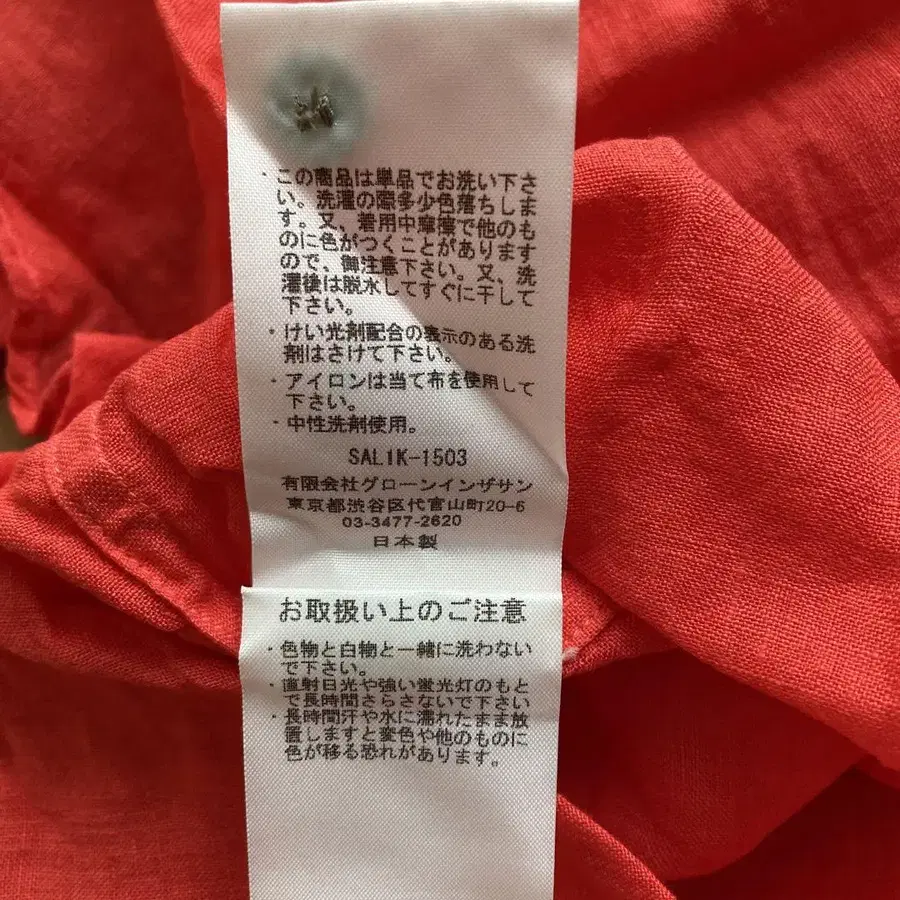 ・この商品は単品でお洗い下さ
い。洗濯の際多少色落ちしま
す。又、着用中摩擦で他のも
のに色がつくことがあります
ので、御注意下さい。又、洗
濯後は脱水してすぐに干して
下さい。
・けい光剤配合の表示のある洗
剤はさけて下さい。
・アイロンは当て布を使用して
下さい。
・中性洗剤使用。
SAL1K-1503
有限会社グローンインザサン
東京都渋谷区代官山町20-6
03-3477-2620
日本製
お取扱い上のご注意
・色物と白物と一緒に洗わない
で下さい。
・直射日光や強い蛍光灯のもと
で長時間さらさないで下さい
・長時間汗や水に濡れたまま放
置しますと変色や他のものに
色が移る恐れがあります。